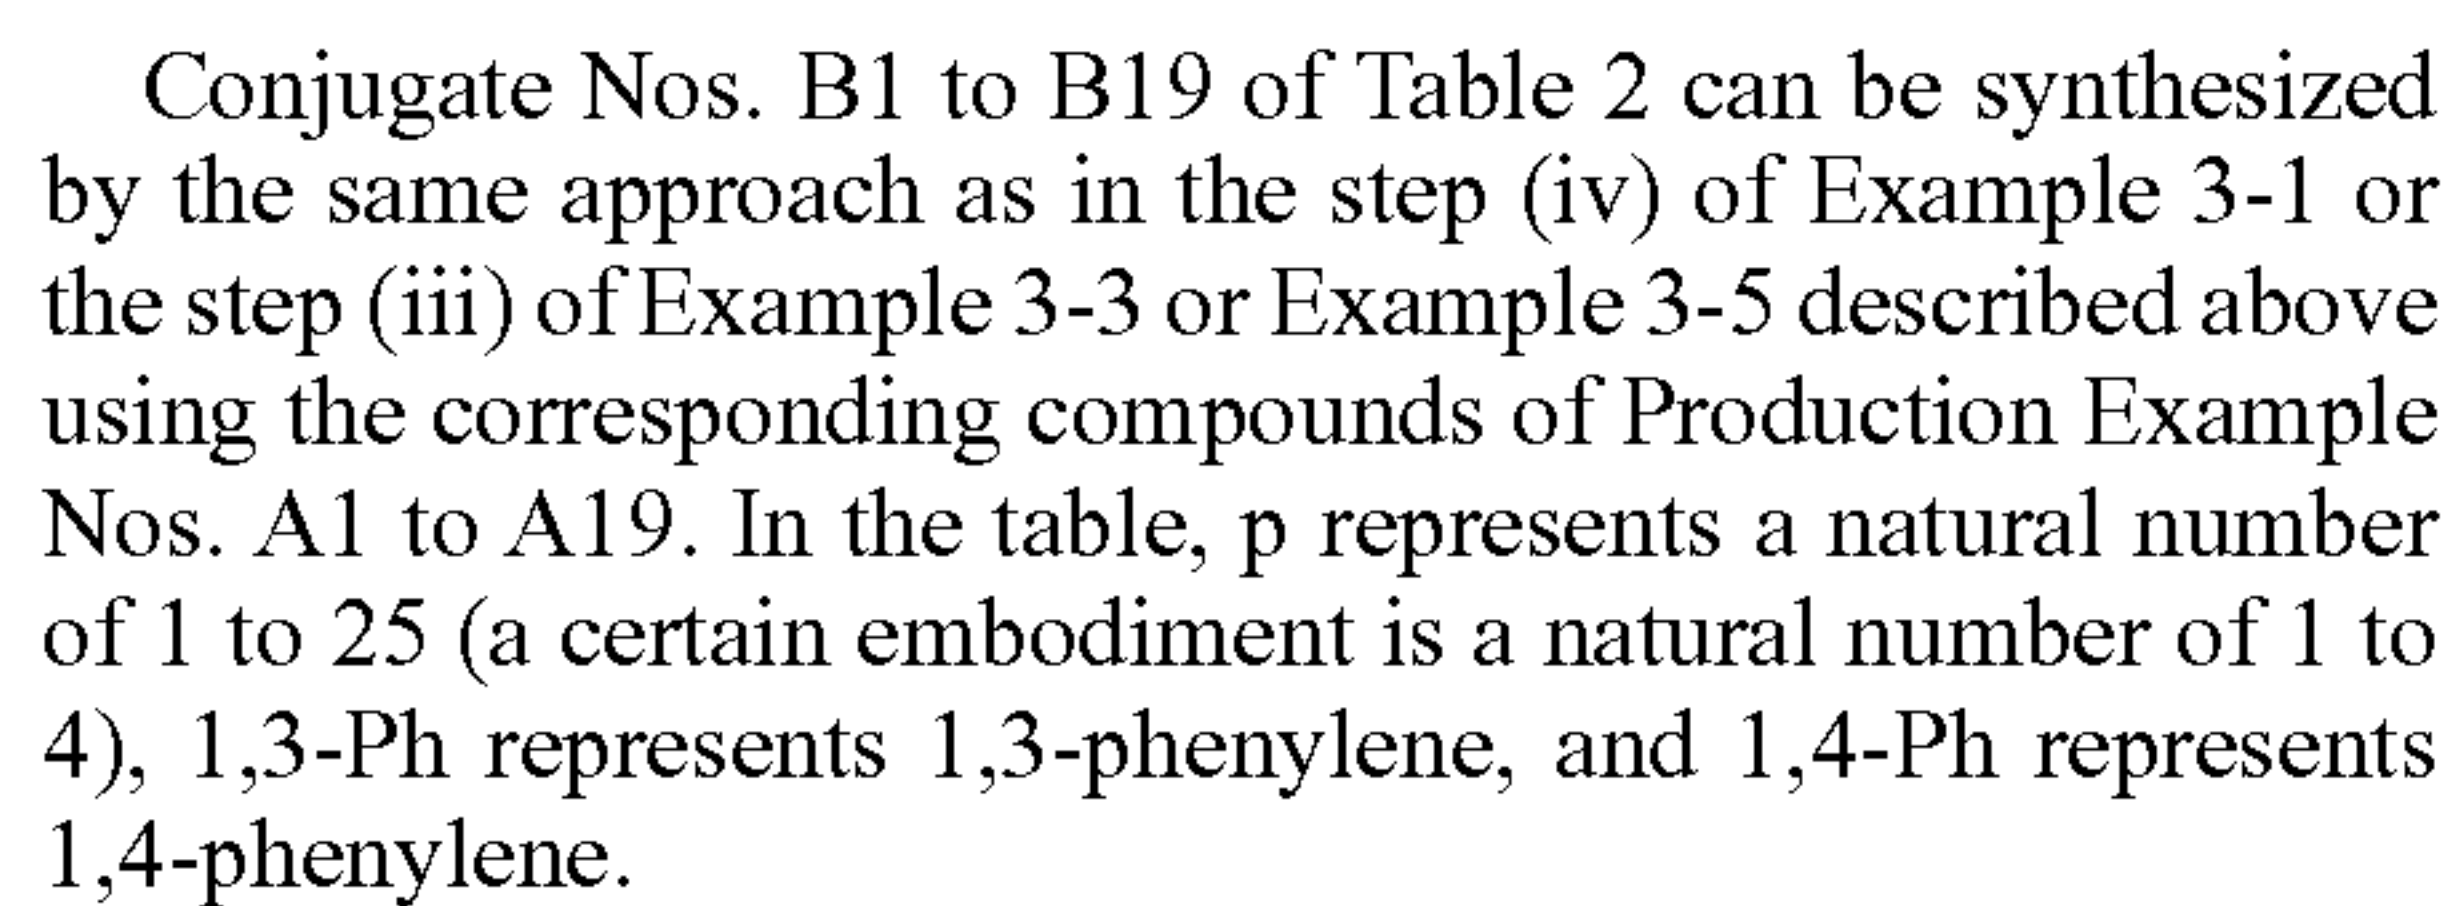 Conjugate Nos. B1 to B19 of Table 2 can be synthesized
by the same approach as in the step (iv) of Example 3-1 or
the step (iii) of Example 3-3 or Example 3-5 described above
using the corresponding compounds of Production Example
Nos. A1 to A19. In the table, p represents a natural number
of 1 to 25 (a certain embodiment is a natural number of 1 to
4), 1,3-Ph represents 1,3-phenylene, and 1,4-Ph represents
1,4-phenylene.